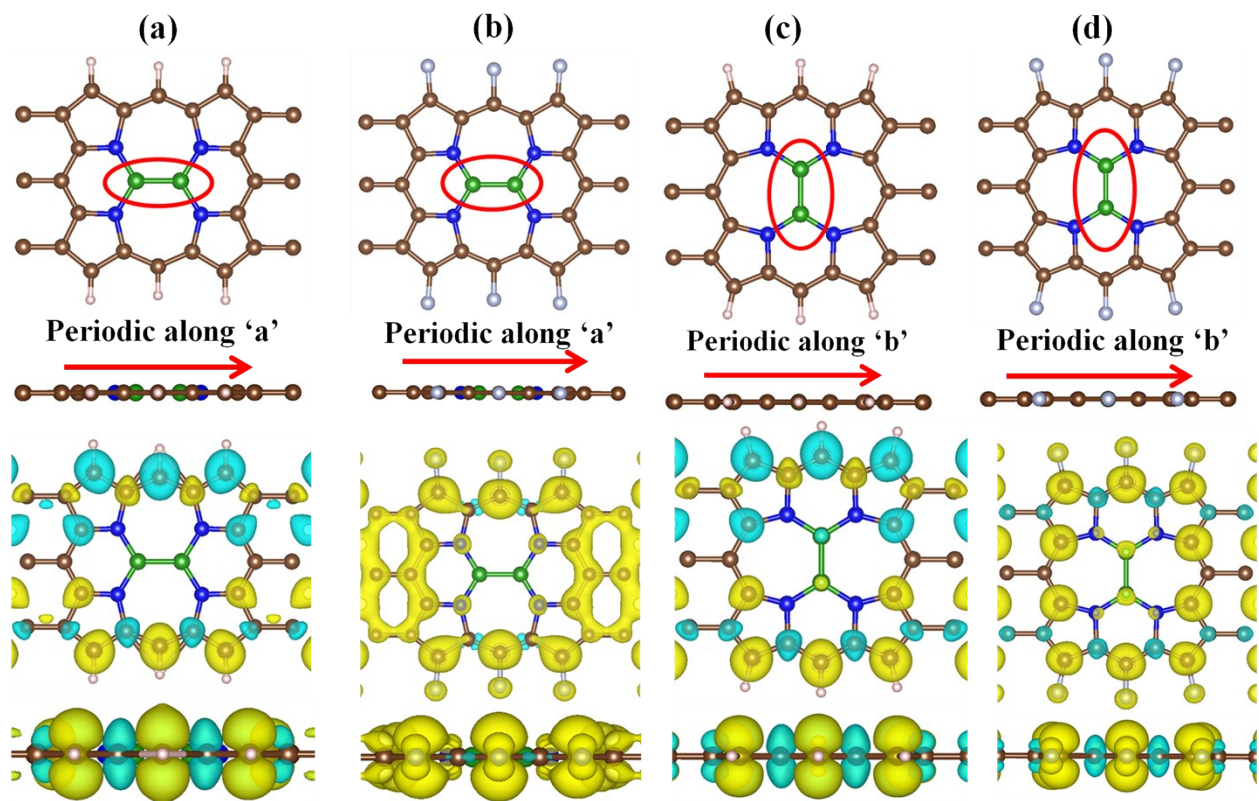 (a)
(b)
(c)
(d)
Periodic along ‘a’
Periodic along ‘a’
Periodic along ‘b’
Periodic along ‘b’